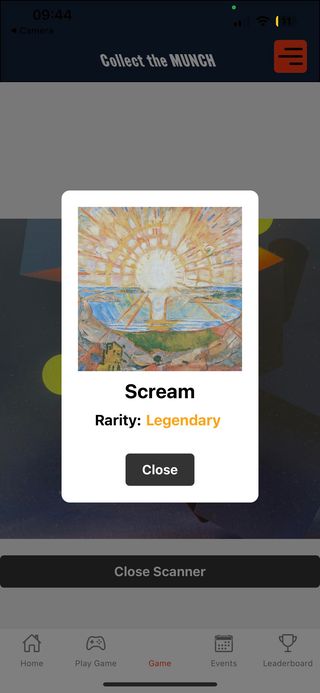 09:44
11
◀ Camera
Collect the MUNCH
Scream
Rarity: Legendary
Close
Close Scanner
Home Play Game Game Events Leaderboard